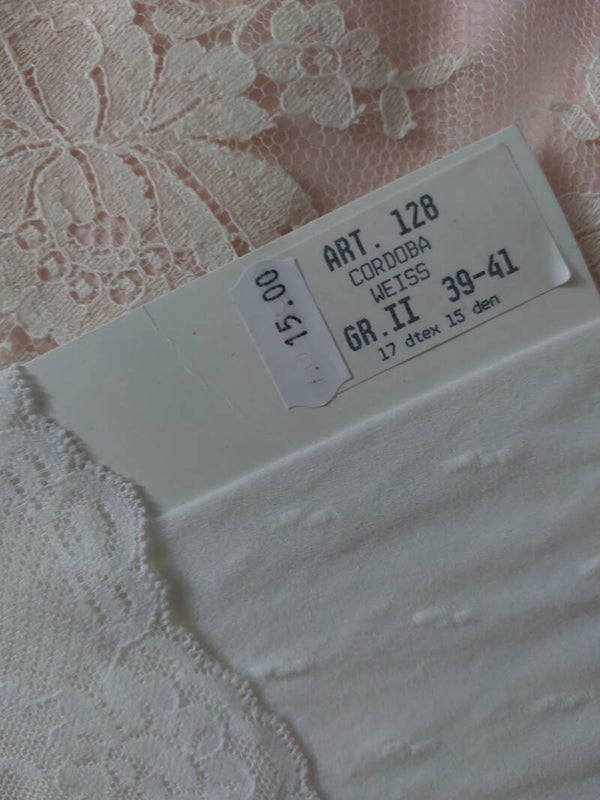 ART. 128
CORDOBA
WEISS
GR.II 39-41
17 dtex 15 den
15.00